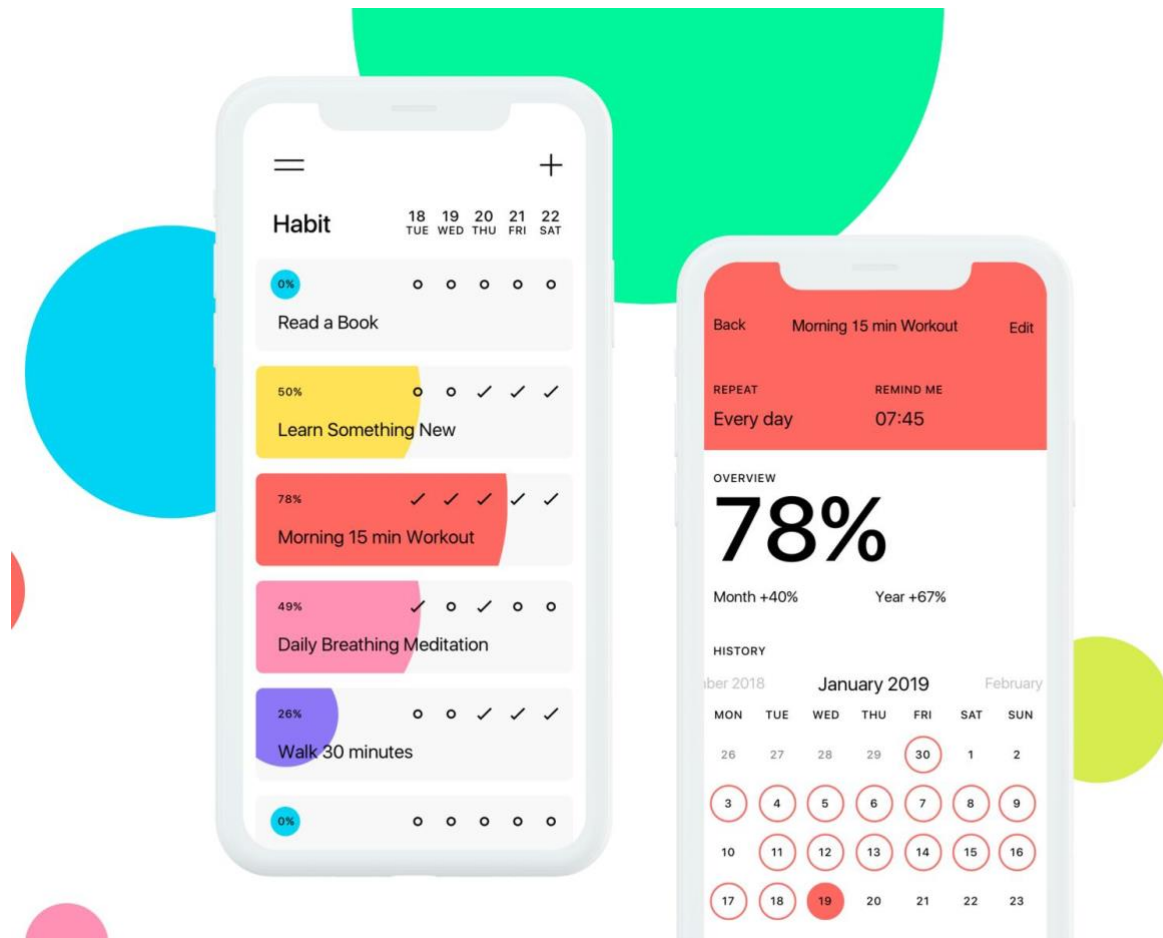 Habit
18 19 20 21 22
TUE WED THU FRI SAT
0%
Read a Book
50%
Learn Something New
78%
Morning 15 min Workout
49%
Daily Breathing Meditation
26%
Walk 30 minutes
0%
Back Morning 15 min Workout Edit
REPEAT REMIND ME
Every day 07:45
OVERVIEW
78%
Month +40% Year +67%
HISTORY
ber 2018 January 2019 February
MON TUE WED THU FRI SAT SUN
26 27 28 29 30 1 2
3 4 5 6 7 8 9
10 11 12 13 14 15 16
17 18 19 20 21 22 23